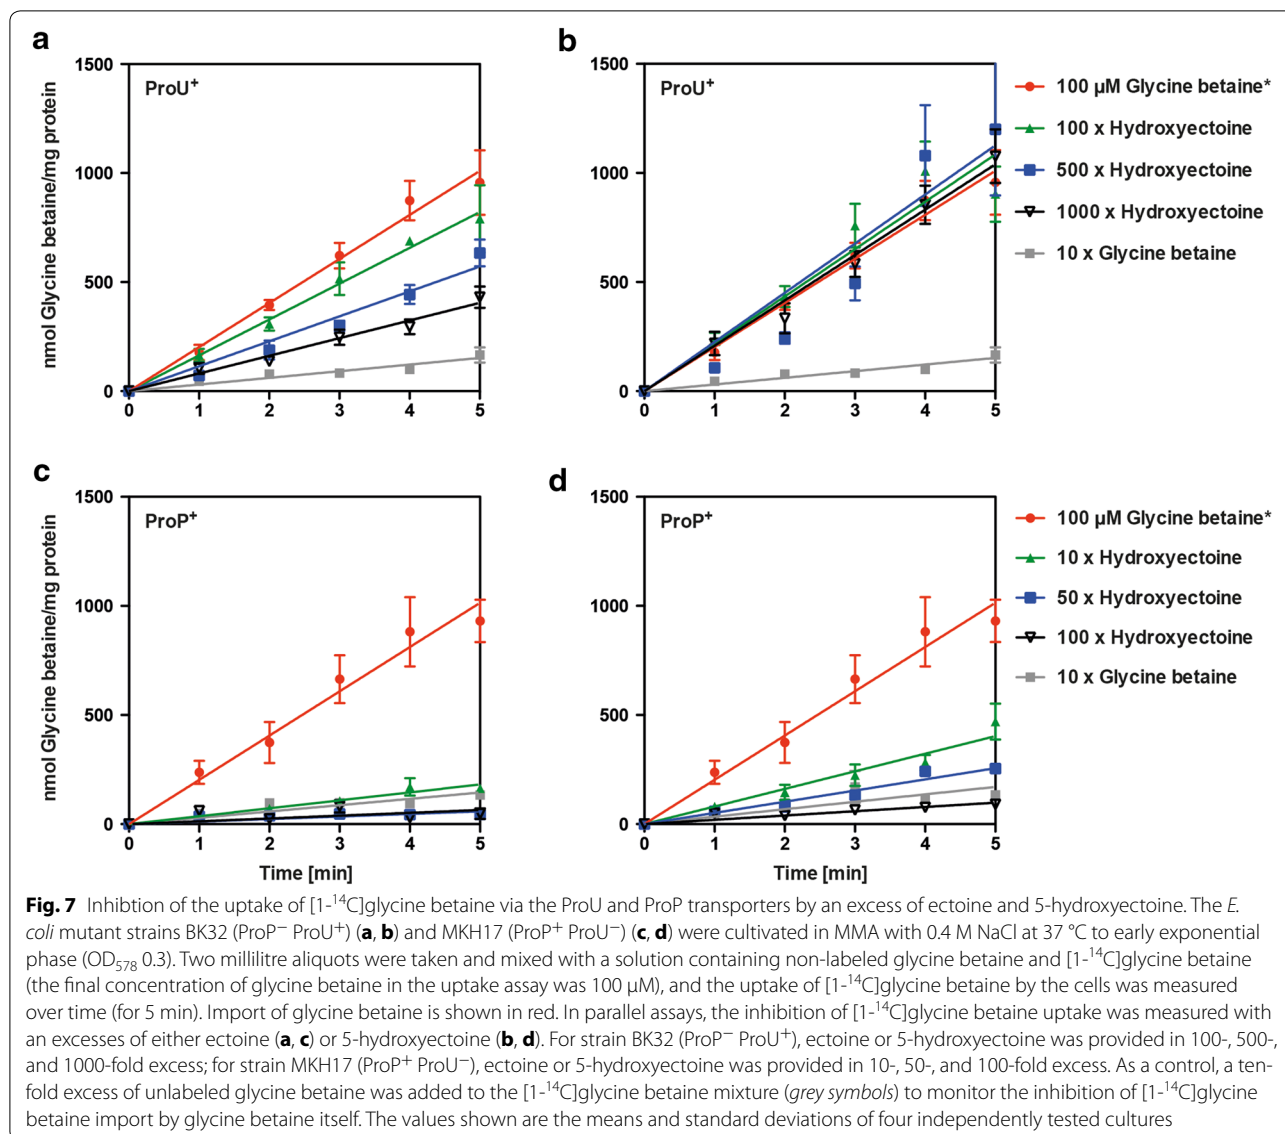 a
b
1500
1000
500
0
0 1 2 3 4 5
nmol Glycine betaine/mg protein
ProU⁺
1500
1000
500
0
0 1 2 3 4 5
ProU⁺
100 µM Glycine betaine*
100 x Hydroxyectoine
500 x Hydroxyectoine
1000 x Hydroxyectoine
10 x Glycine betaine
c
d
1500
1000
500
0
0 1 2 3 4 5
nmol Glycine betaine/mg protein
ProP⁺
Time [min]
1500
1000
500
0
0 1 2 3 4 5
ProP⁺
Time [min]
100 µM Glycine betaine*
10 x Hydroxyectoine
50 x Hydroxyectoine
100 x Hydroxyectoine
10 x Glycine betaine
Fig. 7 Inhibtion of the uptake of [1-¹⁴C]glycine betaine via the ProU and ProP transporters by an excess of ectoine and 5-hydroxyectoine. The E.
coli mutant strains BK32 (ProP⁻ ProU⁺) (a, b) and MKH17 (ProP⁺ ProU⁻) (c, d) were cultivated in MMA with 0.4 M NaCl at 37 °C to early exponential
phase (OD₅₇₈ 0.3). Two millilitre aliquots were taken and mixed with a solution containing non-labeled glycine betaine and [1-¹⁴C]glycine betaine
(the final concentration of glycine betaine in the uptake assay was 100 µM), and the uptake of [1-¹⁴C]glycine betaine by the cells was measured
over time (for 5 min). Import of glycine betaine is shown in red. In parallel assays, the inhibition of [1-¹⁴C]glycine betaine uptake was measured with
an excesses of either ectoine (a, c) or 5-hydroxyectoine (b, d). For strain BK32 (ProP⁻ ProU⁺), ectoine or 5-hydroxyectoine was provided in 100-, 500-,
and 1000-fold excess; for strain MKH17 (ProP⁺ ProU⁻), ectoine or 5-hydroxyectoine was provided in 10-, 50-, and 100-fold excess. As a control, a ten-
fold excess of unlabeled glycine betaine was added to the [1-¹⁴C]glycine betaine mixture (grey symbols) to monitor the inhibition of [1-¹⁴C]glycine
betaine import by glycine betaine itself. The values shown are the means and standard deviations of four independently tested cultures